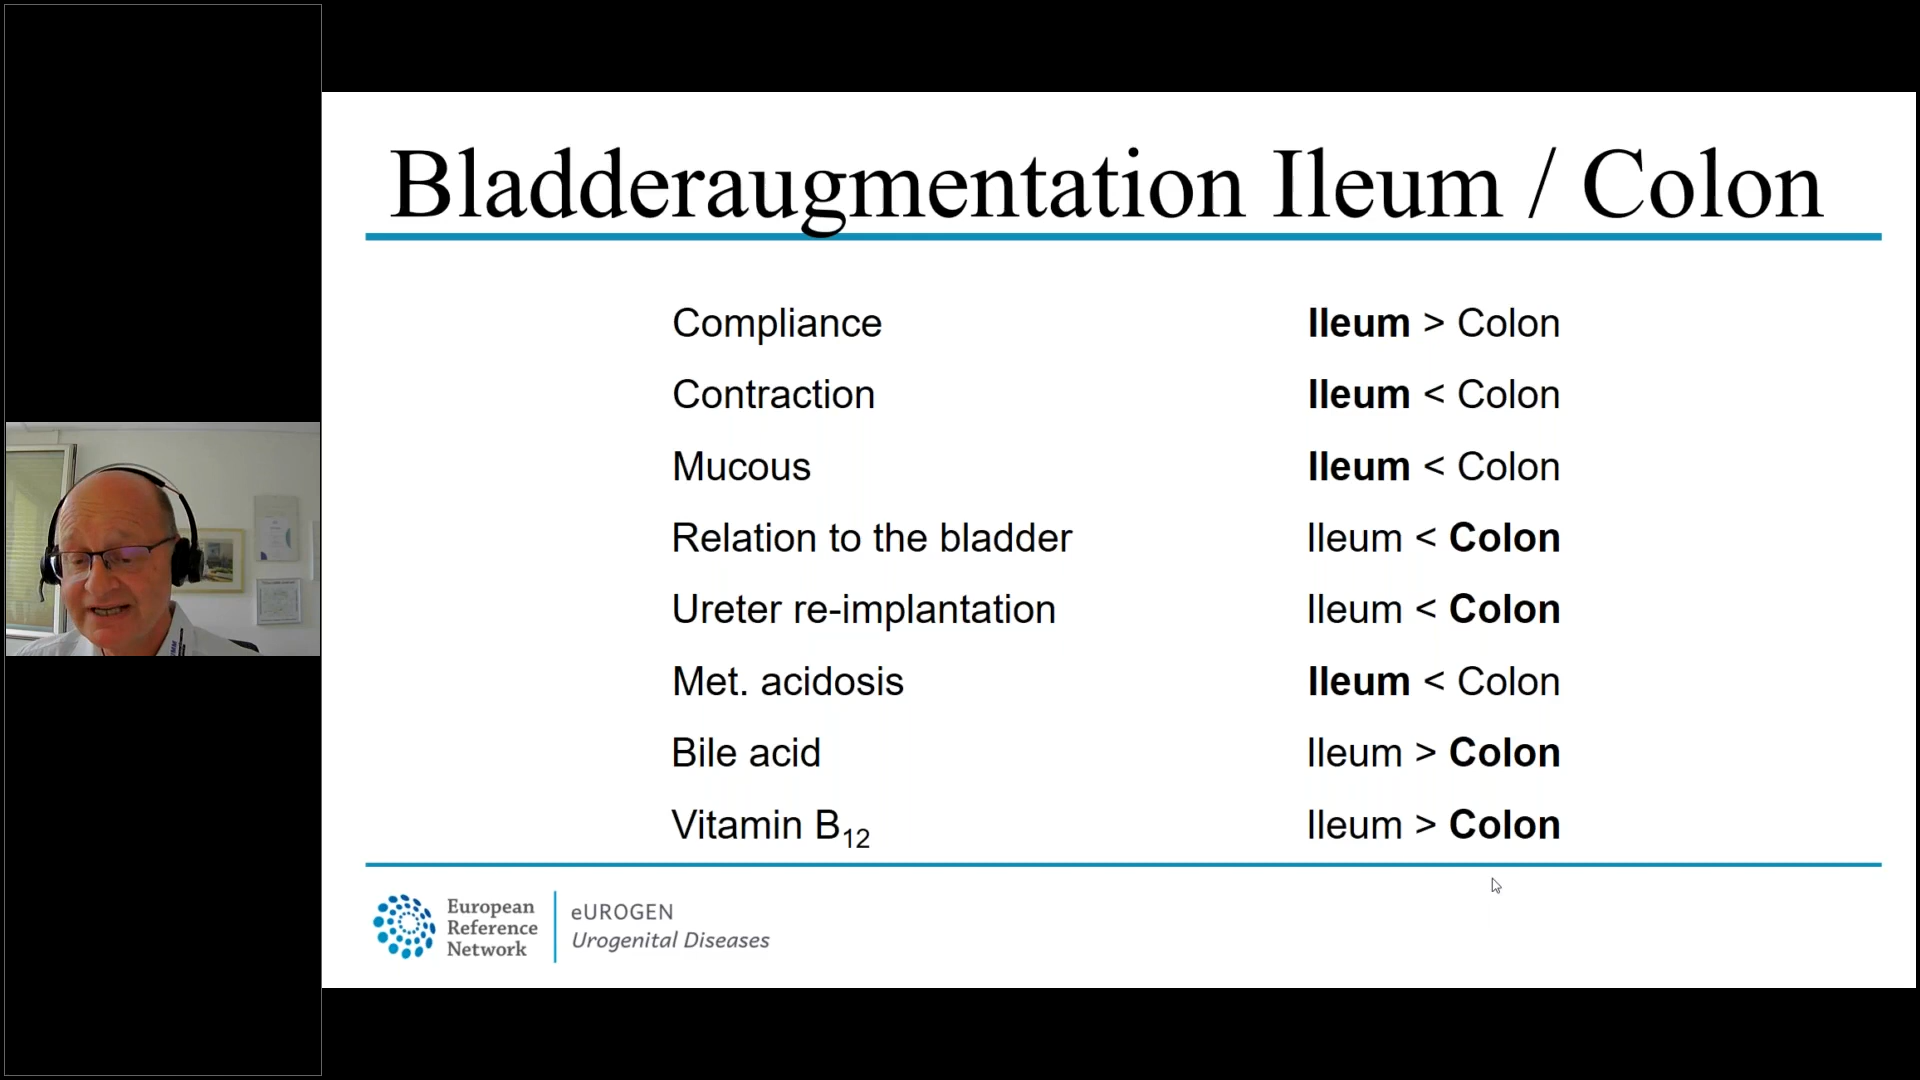 Bladderaugmentation Ileum / Colon
Compliance Ileum > Colon
Contraction Ileum < Colon
Mucous Ileum < Colon
Relation to the bladder Ileum < Colon
Ureter re-implantation Ileum < Colon
Met. acidosis Ileum < Colon
Bile acid Ileum > Colon
Vitamin B12 Ileum > Colon
European
Reference
Network
eUROGEN
Urogenital Diseases